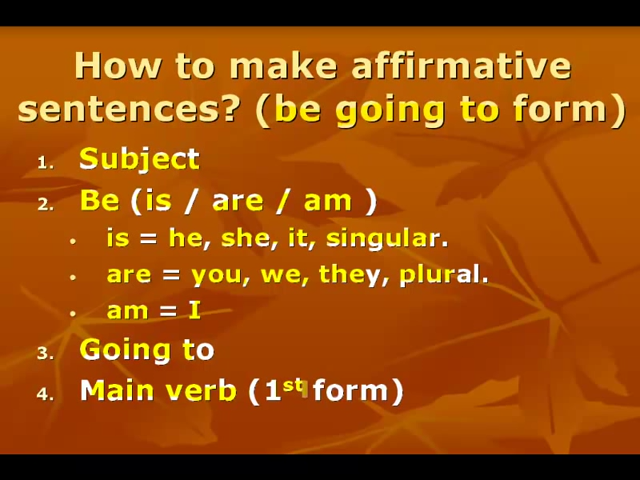 How to make affirmative
sentences? (be going to form)
1. Subject
2. Be (is / are / am )
• is = he, she, it, singular.
• are = you, we, they, plural.
• am = I
3. Going to
4. Main verb (1st form)